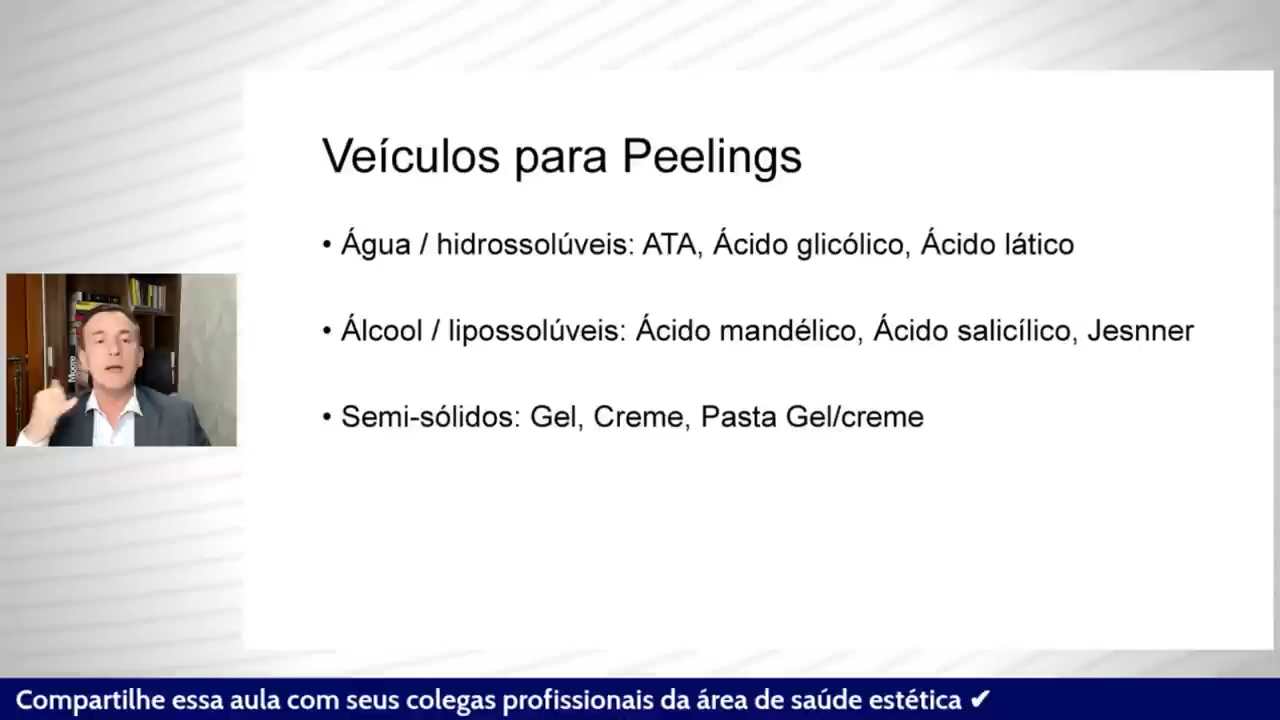 Veículos para Peelings
• Água / hidrossolúveis: ATA, Ácido glicólico, Ácido lático
• Álcool / lipossolúveis: Ácido mandélico, Ácido salicílico, Jesnner
• Semi-sólidos: Gel, Creme, Pasta Gel/creme
Moore
Compartilhe essa aula com seus colegas profissionais da área de saúde estética ✔